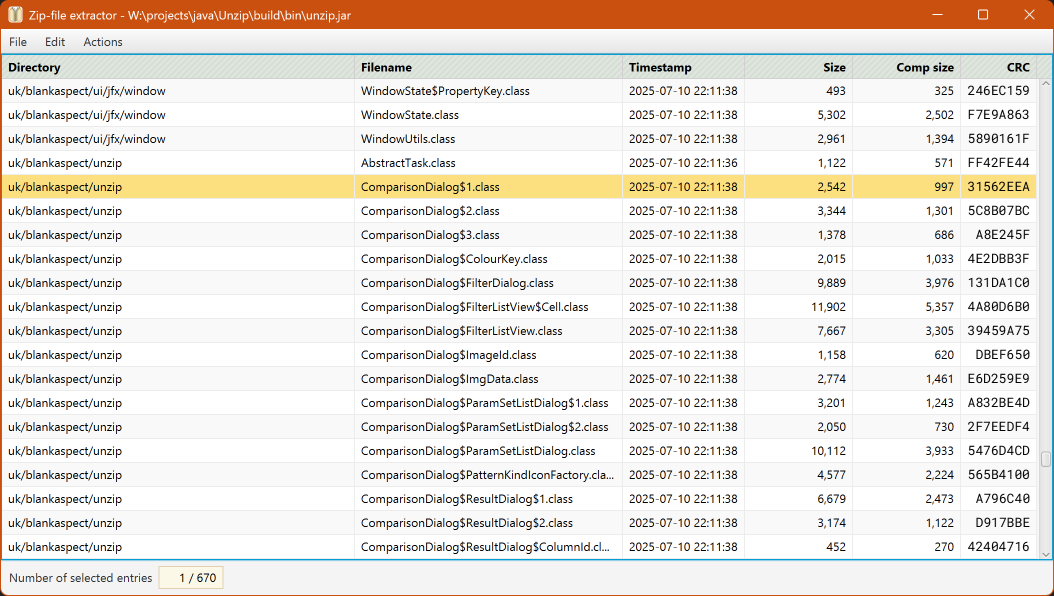 Zip-file extractor - W:\projects\java\Unzip\build\bin\unzip.jar
File Edit Actions
Directory Filename Timestamp Size Comp size CRC
uk/blankaspect/ui/jfx/window WindowState$PropertyKey.class 2025-07-10 22:11:38 493 325 246EC159
uk/blankaspect/ui/jfx/window WindowState.class 2025-07-10 22:11:38 5,302 2,502 F7E9A863
uk/blankaspect/ui/jfx/window WindowUtils.class 2025-07-10 22:11:38 2,961 1,394 5890161F
uk/blankaspect/unzip AbstractTask.class 2025-07-10 22:11:36 1,122 571 FF42FE44
uk/blankaspect/unzip ComparisonDialog$1.class 2025-07-10 22:11:38 2,542 997 31562EEA
uk/blankaspect/unzip ComparisonDialog$2.class 2025-07-10 22:11:38 3,344 1,301 5C8B07BC
uk/blankaspect/unzip ComparisonDialog$3.class 2025-07-10 22:11:38 1,378 686 A8E245F
uk/blankaspect/unzip ComparisonDialog$ColourKey.class 2025-07-10 22:11:38 2,015 1,033 4E2DBB3F
uk/blankaspect/unzip ComparisonDialog$FilterDialog.class 2025-07-10 22:11:38 9,889 3,976 131DA1C0
uk/blankaspect/unzip ComparisonDialog$FilterListView$Cell.class 2025-07-10 22:11:38 11,902 5,357 4A80D6B0
uk/blankaspect/unzip ComparisonDialog$FilterListView.class 2025-07-10 22:11:38 7,667 3,305 39459A75
uk/blankaspect/unzip ComparisonDialog$ImageId.class 2025-07-10 22:11:38 1,158 620 DBEF650
uk/blankaspect/unzip ComparisonDialog$ImgData.class 2025-07-10 22:11:38 2,774 1,461 E6D259E9
uk/blankaspect/unzip ComparisonDialog$ParamSetListDialog$1.class 2025-07-10 22:11:38 3,201 1,243 A832BE4D
uk/blankaspect/unzip ComparisonDialog$ParamSetListDialog$2.class 2025-07-10 22:11:38 2,050 730 2F7EEDF4
uk/blankaspect/unzip ComparisonDialog$ParamSetListDialog.class 2025-07-10 22:11:38 10,112 3,933 5476D4CD
uk/blankaspect/unzip ComparisonDialog$PatternKindIconFactory.cla... 2025-07-10 22:11:38 4,577 2,224 565B4100
uk/blankaspect/unzip ComparisonDialog$ResultDialog$1.class 2025-07-10 22:11:38 6,679 2,473 A796C40
uk/blankaspect/unzip ComparisonDialog$ResultDialog$2.class 2025-07-10 22:11:38 3,174 1,122 D917BBE
uk/blankaspect/unzip ComparisonDialog$ResultDialog$ColumnId.cl... 2025-07-10 22:11:38 452 270 42404716
Number of selected entries 1 / 670